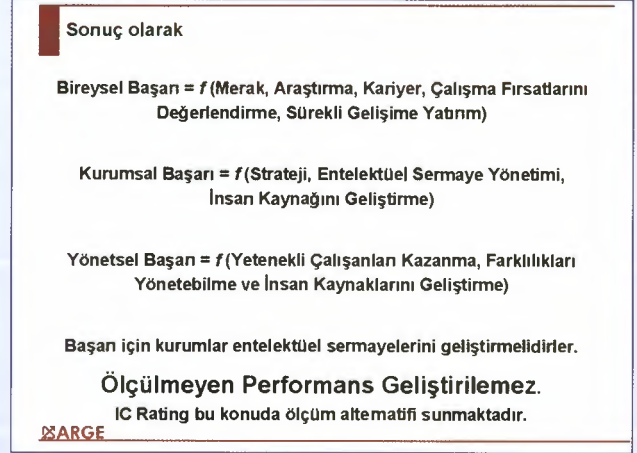 Sonuç olarak
Bireysel Başarı = f (Merak, Araştırma, Kariyer, Çalışma Fırsatlarını
Değerlendirme, Sürekli Gelişime Yatırım)
Kurumsal Başarı = f (Strateji, Entelektüel Sermaye Yönetimi,
İnsan Kaynağını Geliştirme)
Yönetsel Başarı = f (Yetenekli Çalışanları Kazanma, Farklılıkları
Yönetebilme ve İnsan Kaynaklarını Geliştirme)
Başarı için kurumlar entelektüel sermayelerini geliştirmelidirler.
Ölçülmeyen Performans Geliştirilemez.
IC Rating bu konuda ölçüm alternatifi sunmaktadır.
ARGE